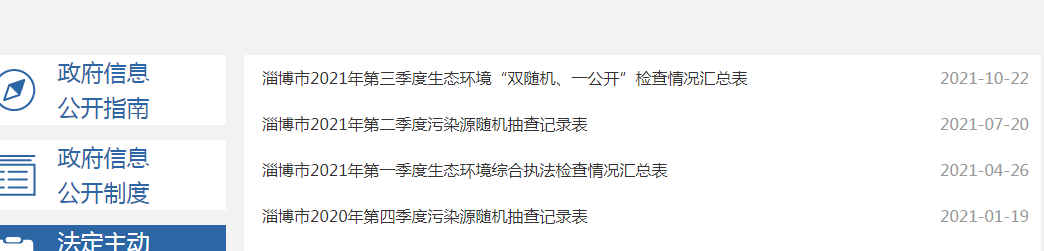 政府信息
公开指南
政府信息
公开制度
法定主动
淄博市2021年第三季度生态环境“双随机、一公开”检查情况汇总表 2021-10-22
淄博市2021年第二季度污染源随机抽查记录表 2021-07-20
淄博市2021年第一季度生态环境综合执法检查情况汇总表 2021-04-26
淄博市2020年第四季度污染源随机抽查记录表 2021-01-19